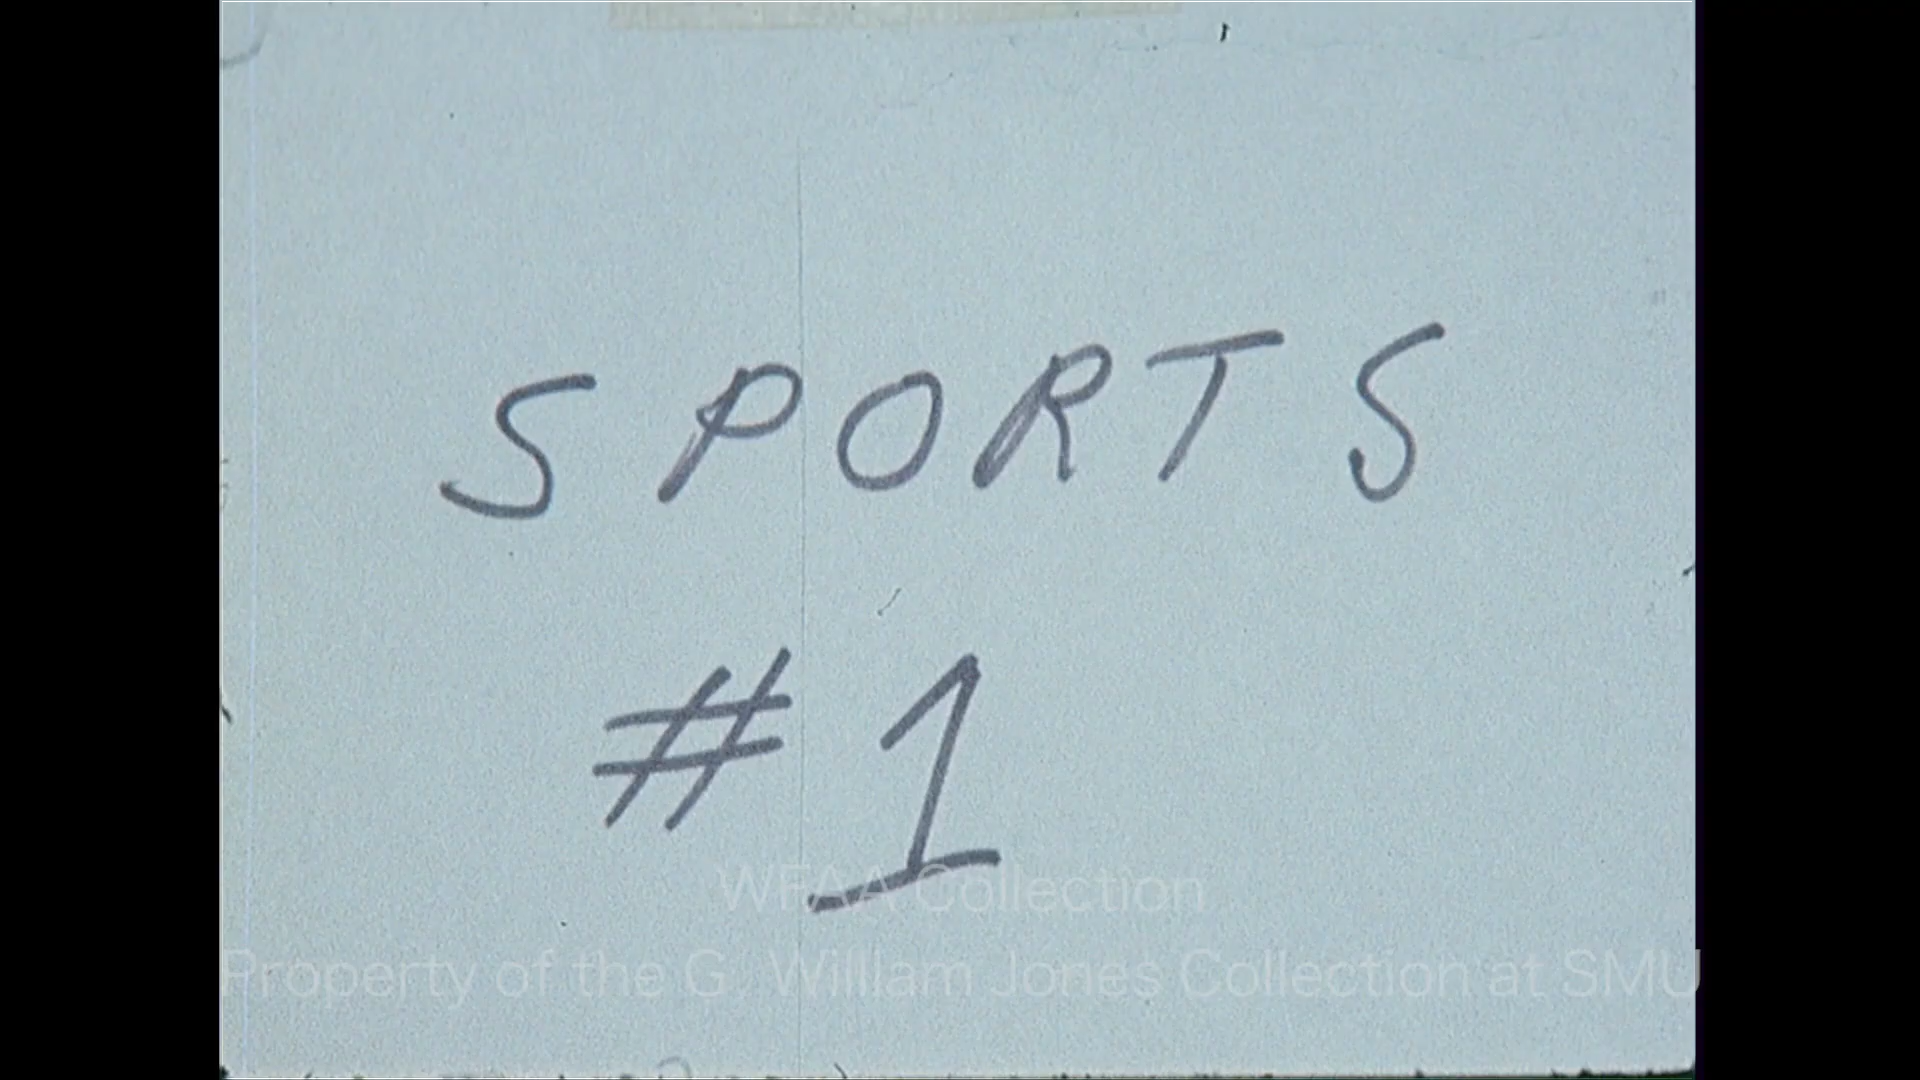 SPORTS
#1
WFAA Collection
Property of the G. William Jones Collection at SMU